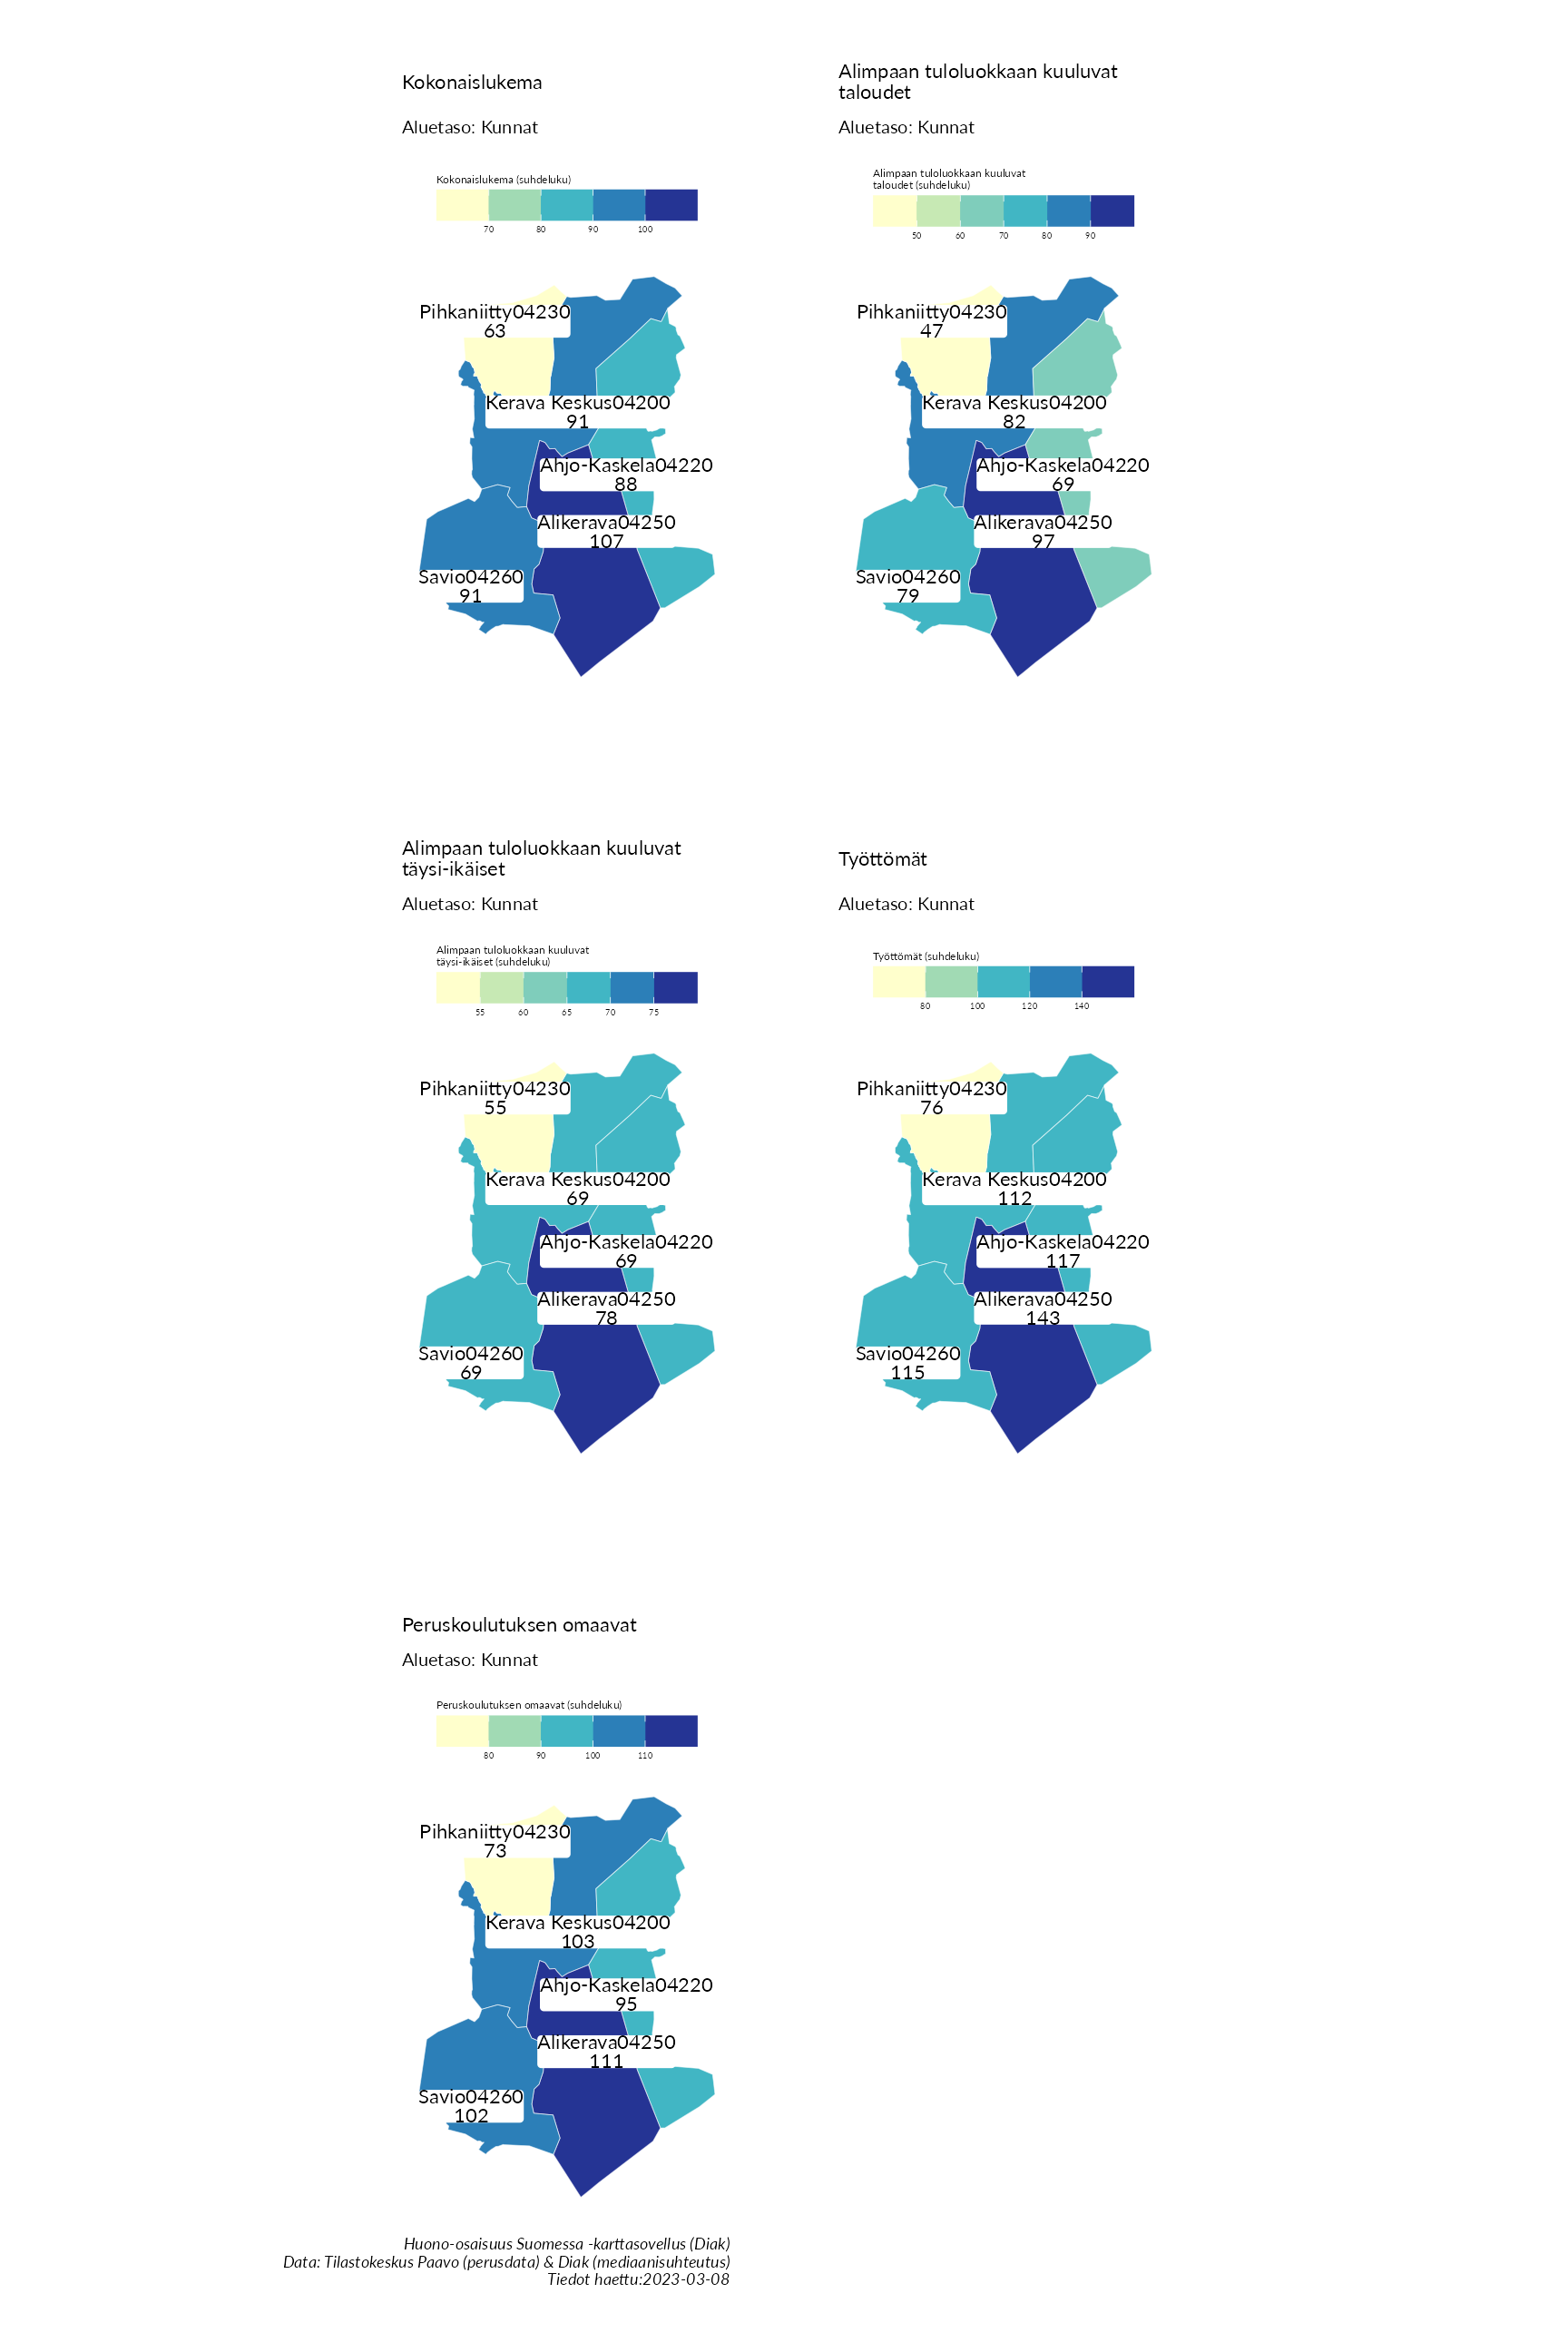 Kokonaislukema
Aluetaso: Kunnat
Kokonaislukema (suhdeluku)
70 80 90 100
Pihkaniitty04230
63
Kerava Keskus04200
91
Ahjo-Kaskela04220
88
Alikerava04250
107
Savio04260
91
Alimpaan tuloluokkaan kuuluvat
taloudet
Aluetaso: Kunnat
Alimpaan tuloluokkaan kuuluvat
taloudet (suhdeluku)
50 60 70 80 90
Pihkaniitty04230
47
Kerava Keskus04200
82
Ahjo-Kaskela04220
69
Alikerava04250
97
Savio04260
79
Alimpaan tuloluokkaan kuuluvat
täysi-ikäiset
Aluetaso: Kunnat
Alimpaan tuloluokkaan kuuluvat
täysi-ikäiset (suhdeluku)
55 60 65 70 75
Pihkaniitty04230
55
Kerava Keskus04200
69
Ahjo-Kaskela04220
69
Alikerava04250
78
Savio04260
69
Työttömät
Aluetaso: Kunnat
Työttömät (suhdeluku)
80 100 120 140
Pihkaniitty04230
76
Kerava Keskus04200
112
Ahjo-Kaskela04220
117
Alikerava04250
143
Savio04260
115
Peruskoulutuksen omaavat
Aluetaso: Kunnat
Peruskoulutuksen omaavat (suhdeluku)
80 90 100 110
Pihkaniitty04230
73
Kerava Keskus04200
103
Ahjo-Kaskela04220
95
Alikerava04250
111
Savio04260
102
Huono-osaisuus Suomessa -karttasovellus (Diak)
Data: Tilastokeskus Paavo (perusdata) & Diak (mediaanisuhteutus)
Tiedot haettu:2023-03-08